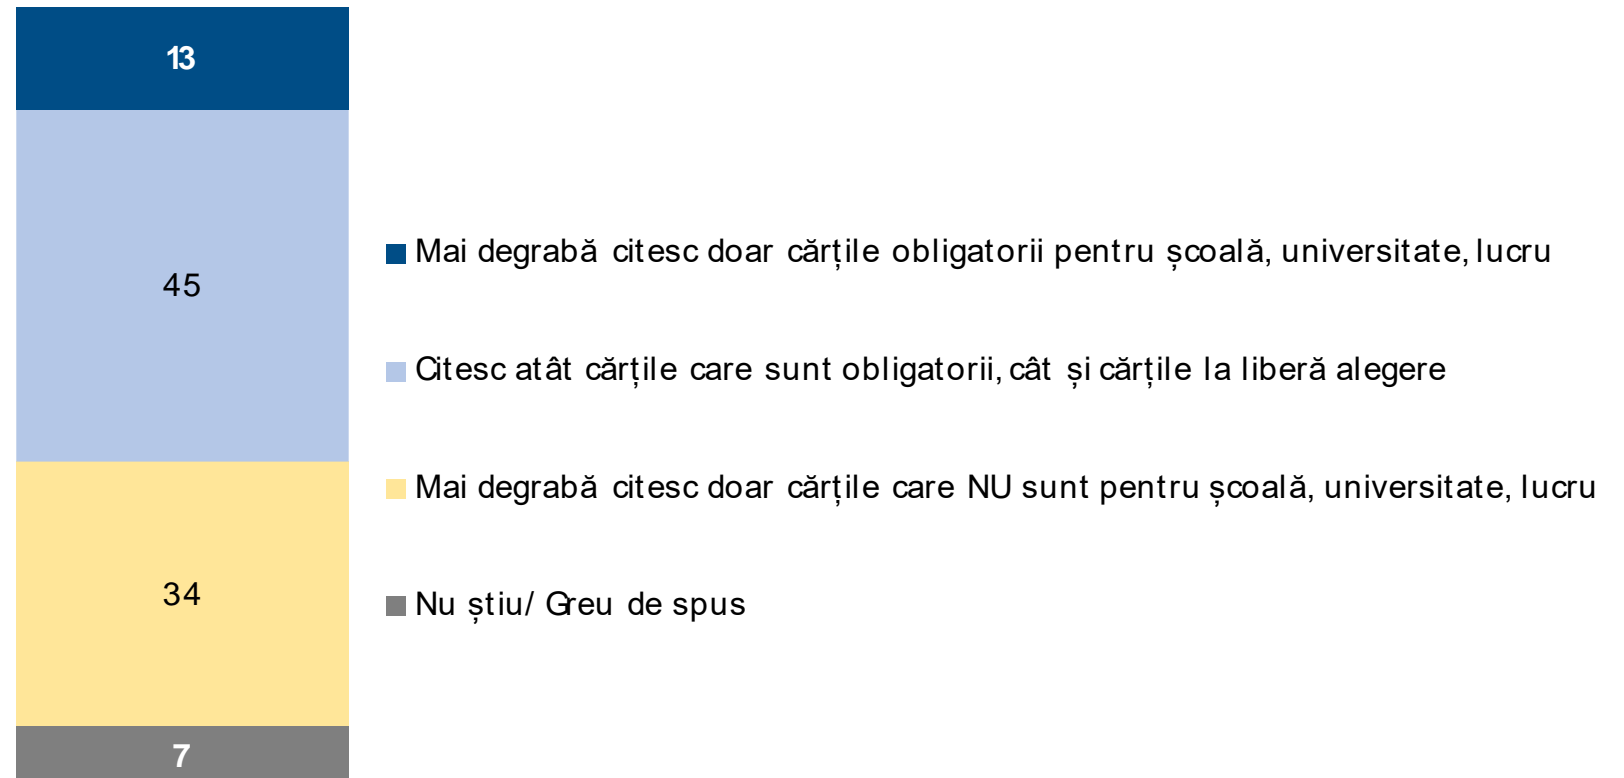 13
45
34
7
Mai degrabă citesc doar cărțile obligatorii pentru școală, universitate, lucru
Citesc atât cărțile care sunt obligatorii, cât și cărțile la liberă alegere
Mai degrabă citesc doar cărțile care NU sunt pentru școală, universitate, lucru
Nu știu/ Greu de spus